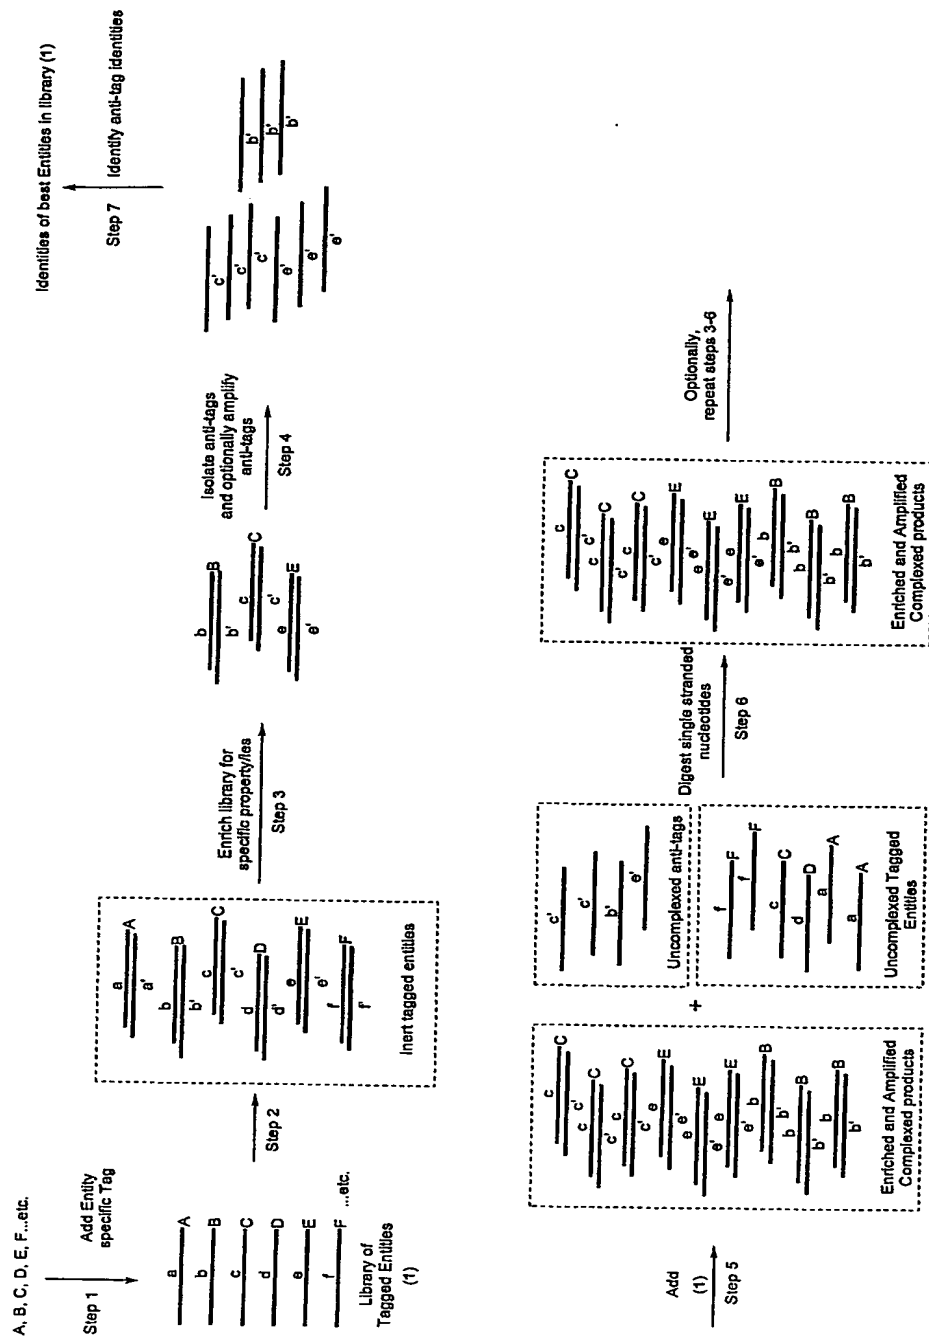 A, B, C, D, E, F...etc.
Step 1
Add Entity
specific Tag
a
A
b
B
c
C
d
D
e
E
f
F
...etc.
Library of
Tagged Entities
(1)
Step 2
a
A
a'
b
B
b'
c
C
c'
d
D
d'
e
E
e'
f
F
f'
Inert tagged entities
Enrich library for
specific property/ies
Step 3
b
B
b'
c
C
c'
e
E
e'
Isolate anti-tags
and optionally amplify
anti-tags
Step 4
c'
c'
c'
e'
e'
e'
b'
b'
b'
Step 7
Identify anti-tag identities
Identities of best Entities in library (1)
Add
(1)
Step 5
c
C
c'
c
C
c'
c
C
c'
e
E
e'
e
E
e'
e
E
e'
b
B
b'
b
B
b'
b
B
b'
Enriched and Amplified
Complexed products
+
c'
c'
b'
e'
Uncomplexed anti-tags
f
F
f
F
c
C
d
D
a
A
a
A
Uncomplexed Tagged
Entities
Digest single stranded
nucleotides
Step 6
c
C
c'
c
C
c'
c
C
c'
e
E
e'
e
E
e'
e
E
e'
b
B
b'
b
B
b'
b
B
b'
Enriched and Amplified
Complexed products
Optionally,
repeat steps 3-6